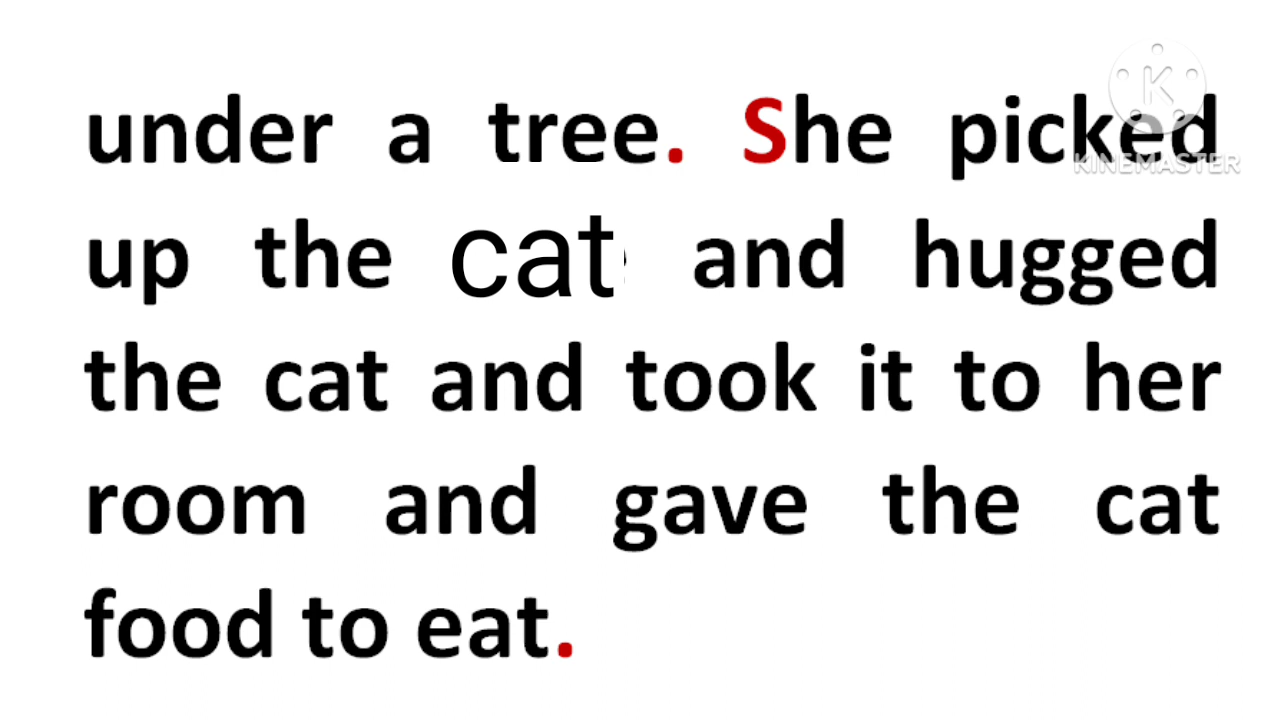 under a tree. She picked
KINEMASTER
up the cat and hugged
the cat and took it to her
room and gave the cat
food to eat.